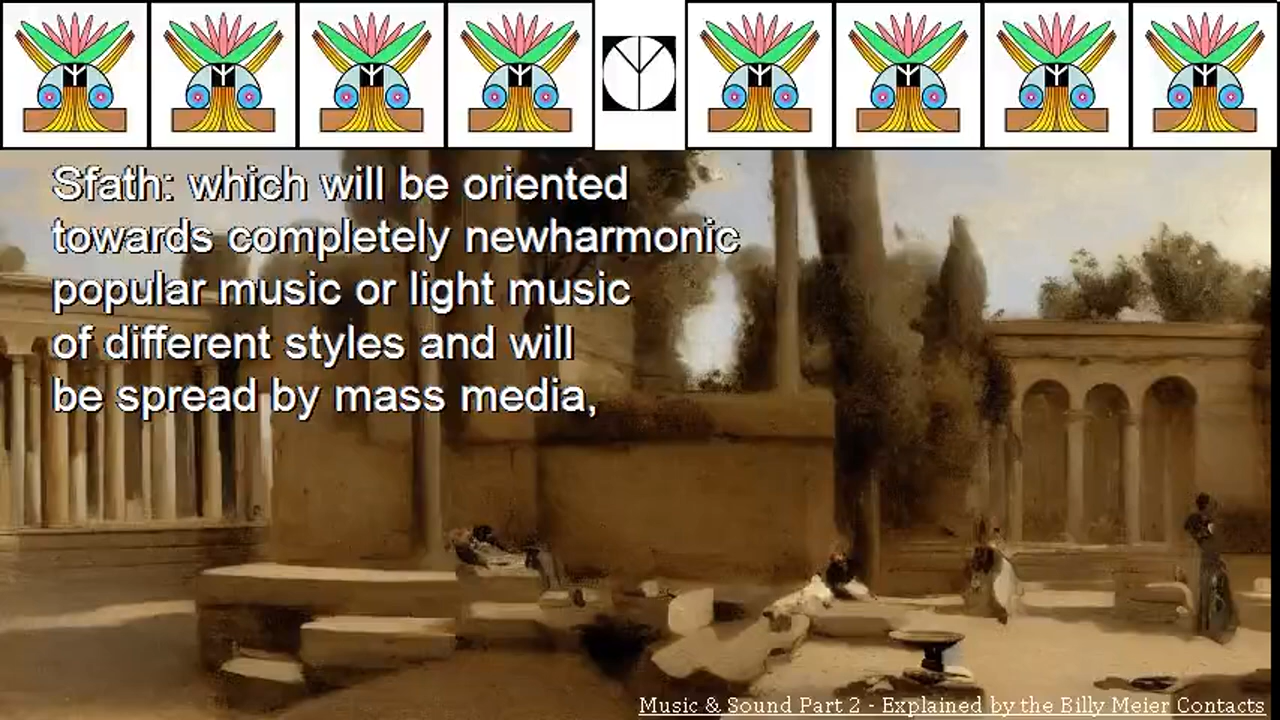 Sfath: which will be oriented
towards completely newharmonic
popular music or light music
of different styles and will
be spread by mass media,
Music & Sound Part 2 - Explained by the Billy Meier Contacts